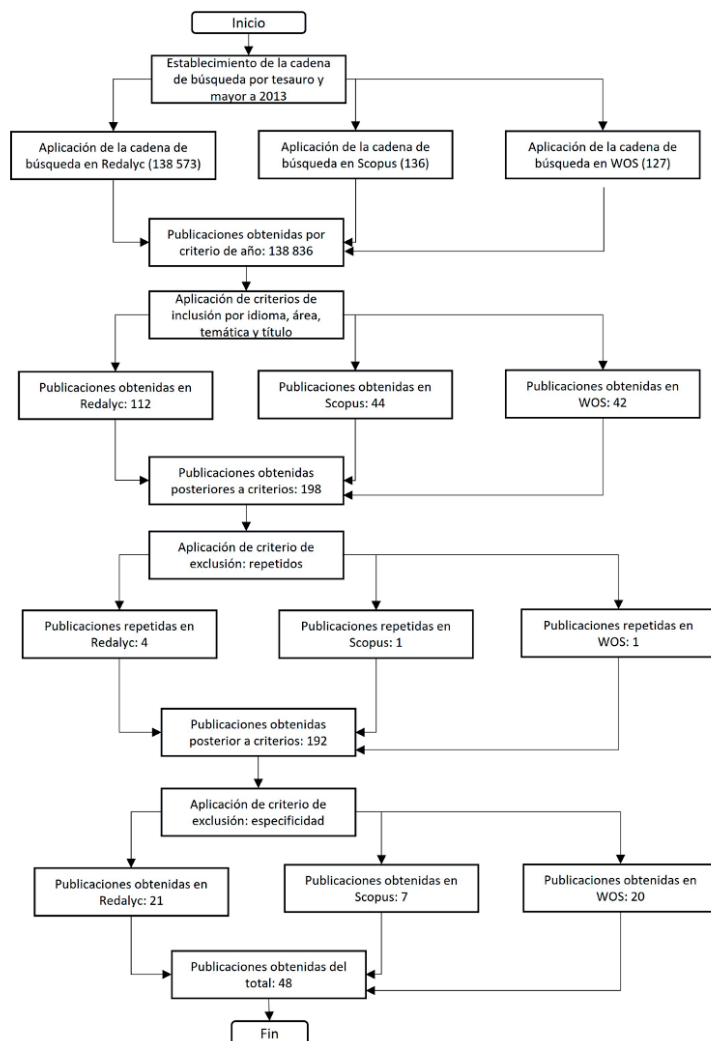 Inicio
Establecimiento de la cadena
de búsqueda por tesauro y
mayor a 2013
Aplicación de la cadena de
búsqueda en Redalyc (138 573)
Aplicación de la cadena de
búsqueda en Scopus (136)
Aplicación de la cadena de
búsqueda en WOS (127)
Publicaciones obtenidas por
criterio de año: 138 836
Aplicación de criterios de
inclusión por idioma, área,
temática y título
Publicaciones obtenidas en
Redalyc: 112
Publicaciones obtenidas en
Scopus: 44
Publicaciones obtenidas en
WOS: 42
Publicaciones obtenidas
posteriores a criterios: 198
Aplicación de criterio de
exclusión: repetidos
Publicaciones repetidas en
Redalyc: 4
Publicaciones repetidas en
Scopus: 1
Publicaciones repetidas en
WOS: 1
Publicaciones obtenidas
posterior a criterios: 192
Aplicación de criterio de
exclusión: especificidad
Publicaciones obtenidas en
Redalyc: 21
Publicaciones obtenidas en
Scopus: 7
Publicaciones obtenidas en
WOS: 20
Publicaciones obtenidas del
total: 48
Fin